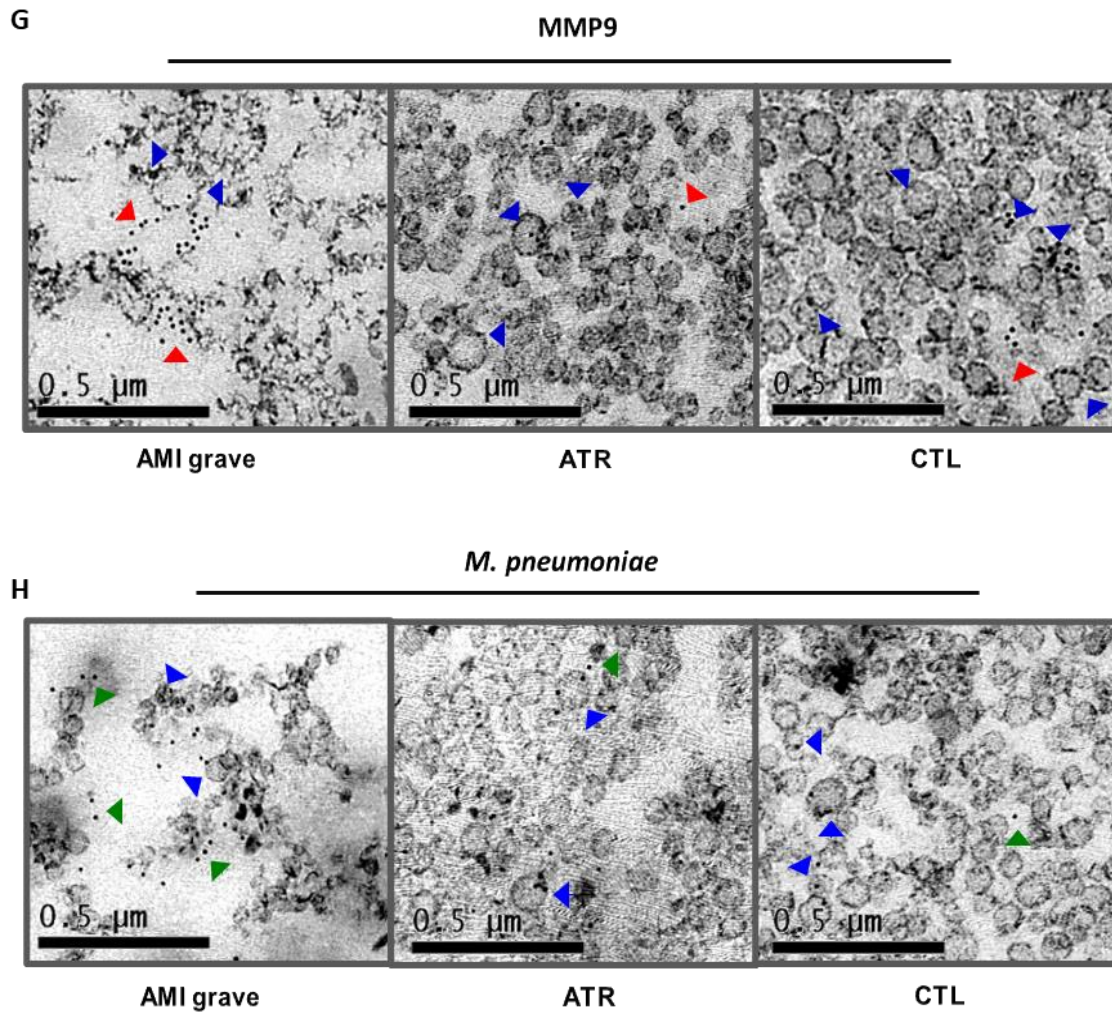 G
MMP9
0.5 µm
0.5 µm
0.5 µm
AMI grave
ATR
CTL
M. pneumoniae
H
0.5 µm
0.5 µm
0.5 µm
AMI grave
ATR
CTL